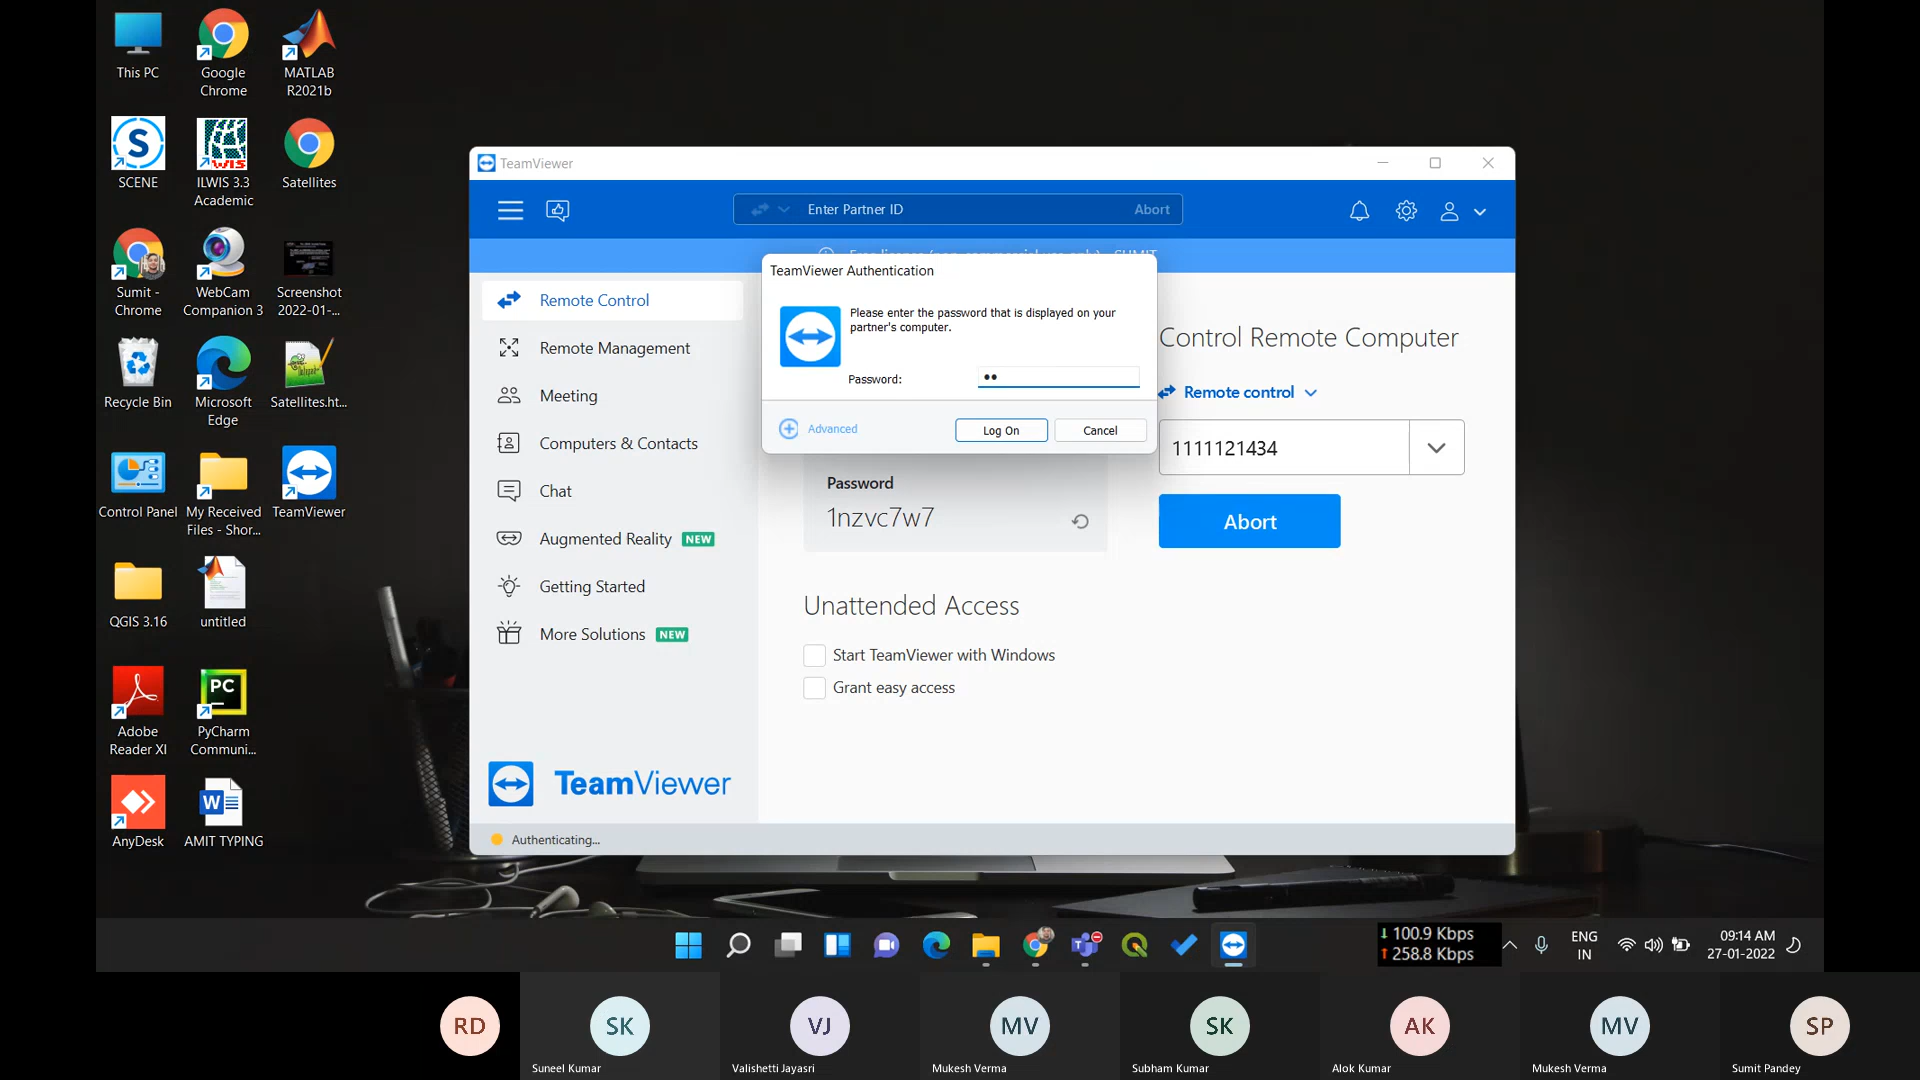 This PC
Google
Chrome
MATLAB
R2021b
SCENE
ILWIS 3.3
Academic
Satellites
Sumit -
Chrome
WebCam
Companion 3
Screenshot
2022-01-...
Recycle Bin
Microsoft
Edge
Satellites.ht...
Control Panel
My Received
Files - Shor...
TeamViewer
QGIS 3.16
untitled
Adobe
Reader XI
PyCharm
Communi...
AnyDesk
AMIT TYPING
TeamViewer
Enter Partner ID
Abort
Free license (non-commercial use only) - SUMIT
Remote Control
Remote Management
Meeting
Computers & Contacts
Chat
Augmented Reality NEW
Getting Started
More Solutions NEW
TeamViewer
TeamViewer Authentication
Please enter the password that is displayed on your
partner's computer.
Password: ●●
Advanced
Log On
Cancel
Password
1nzvc7w7
Unattended Access
Start TeamViewer with Windows
Grant easy access
Control Remote Computer
Remote control
1111121434
Abort
Authenticating...
↓ 100.9 Kbps
↑ 258.8 Kbps
ENG
IN
09:14 AM
27-01-2022
RD
SK
Suneel Kumar
VJ
Valishetti Jayasri
MV
Mukesh Verma
SK
Subham Kumar
AK
Alok Kumar
MV
Mukesh Verma
SP
Sumit Pandey